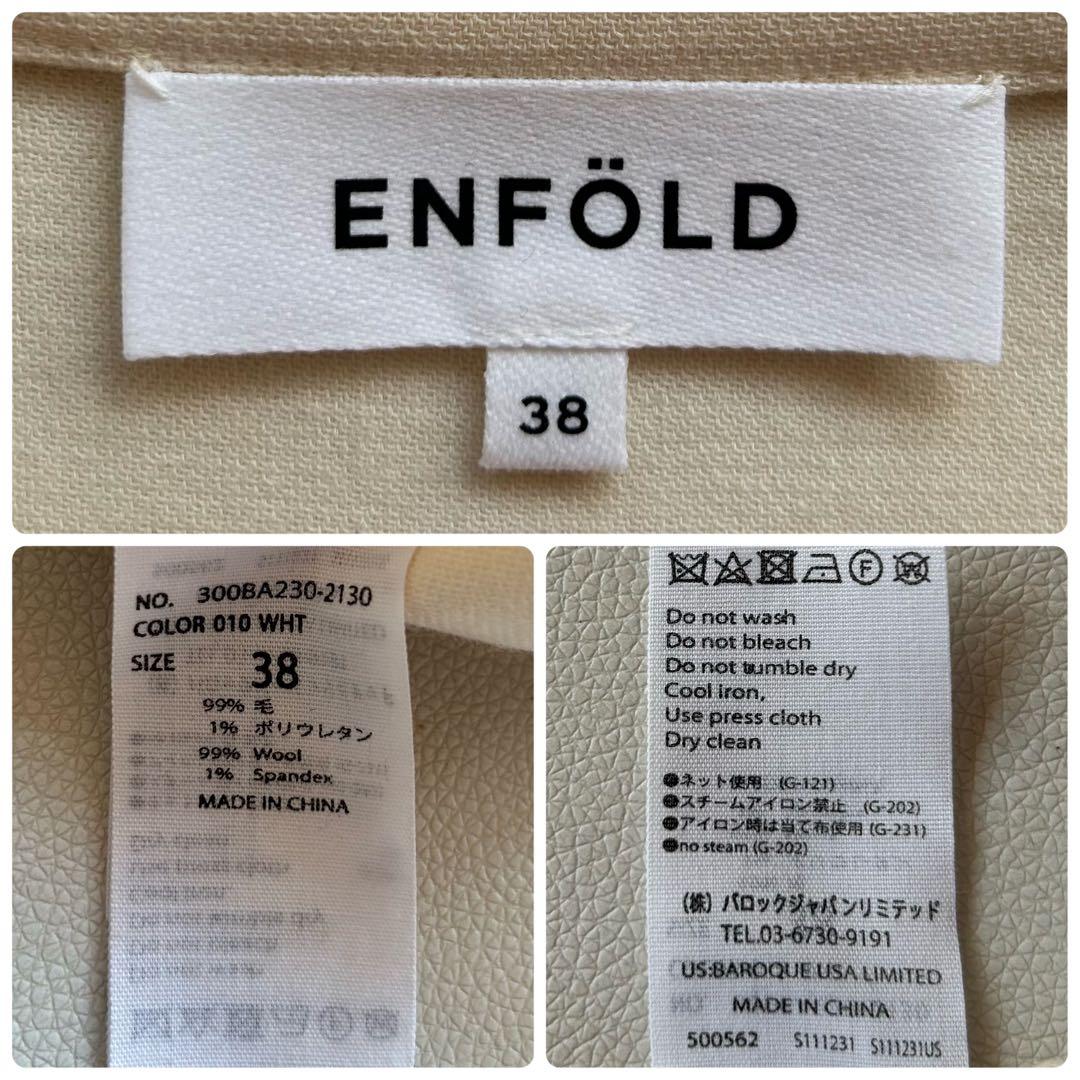 ENFÖLD
38
NO. 300BA230-2130
COLOR 010 WHT
SIZE 38
99% 毛
1% ポリウレタン
99% Wool
1% Spandex
MADE IN CHINA
F W
Do not wash
Do not bleach
Do not tumble dry
Cool iron,
Use press cloth
Dry clean
●ネット使用 (G-121)
●スチームアイロン禁止 (G-202)
●アイロン時は当て布使用 (G-231)
●no steam (G-202)
(株) バロックジャパンリミテッド
TEL.03-6730-9191
US:BAROQUE USA LIMITED
MADE IN CHINA
500562 S111231 S111231US